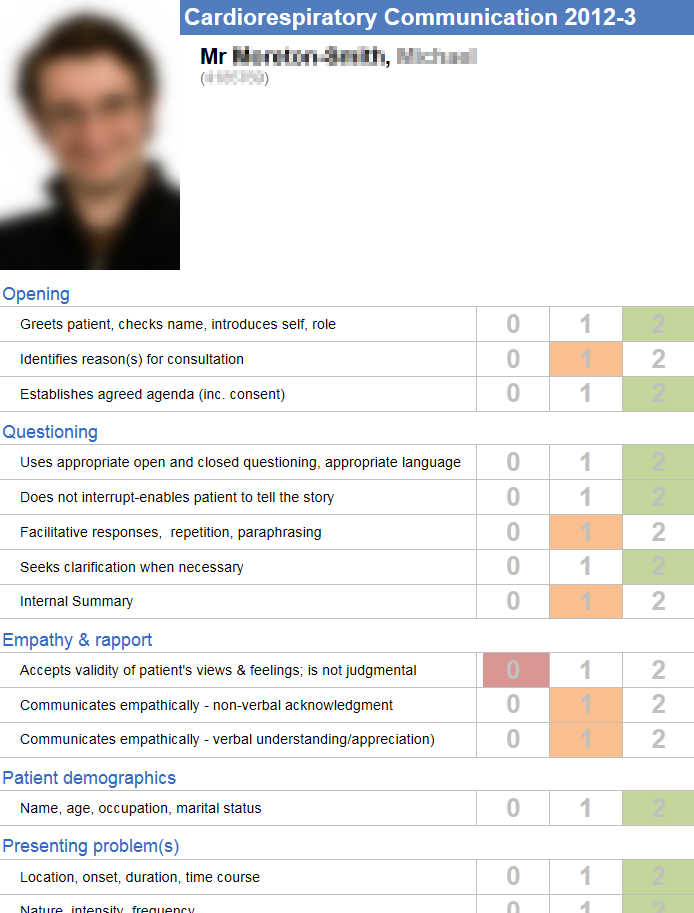 Cardiorespiratory Communication 2012-3
Mr
Opening
Greets patient, checks name, introduces self, role 0 1 2
Identifies reason(s) for consultation 0 1 2
Establishes agreed agenda (inc. consent) 0 1 2
Questioning
Uses appropriate open and closed questioning, appropriate language 0 1 2
Does not interrupt-enables patient to tell the story 0 1 2
Facilitative responses, repetition, paraphrasing 0 1 2
Seeks clarification when necessary 0 1 2
Internal Summary 0 1 2
Empathy & rapport
Accepts validity of patient's views & feelings; is not judgmental 0 1 2
Communicates empathically - non-verbal acknowledgment 0 1 2
Communicates empathically - verbal understanding/appreciation) 0 1 2
Patient demographics
Name, age, occupation, marital status 0 1 2
Presenting problem(s)
Location, onset, duration, time course 0 1 2
Nature, intensity, frequency 0 1 2